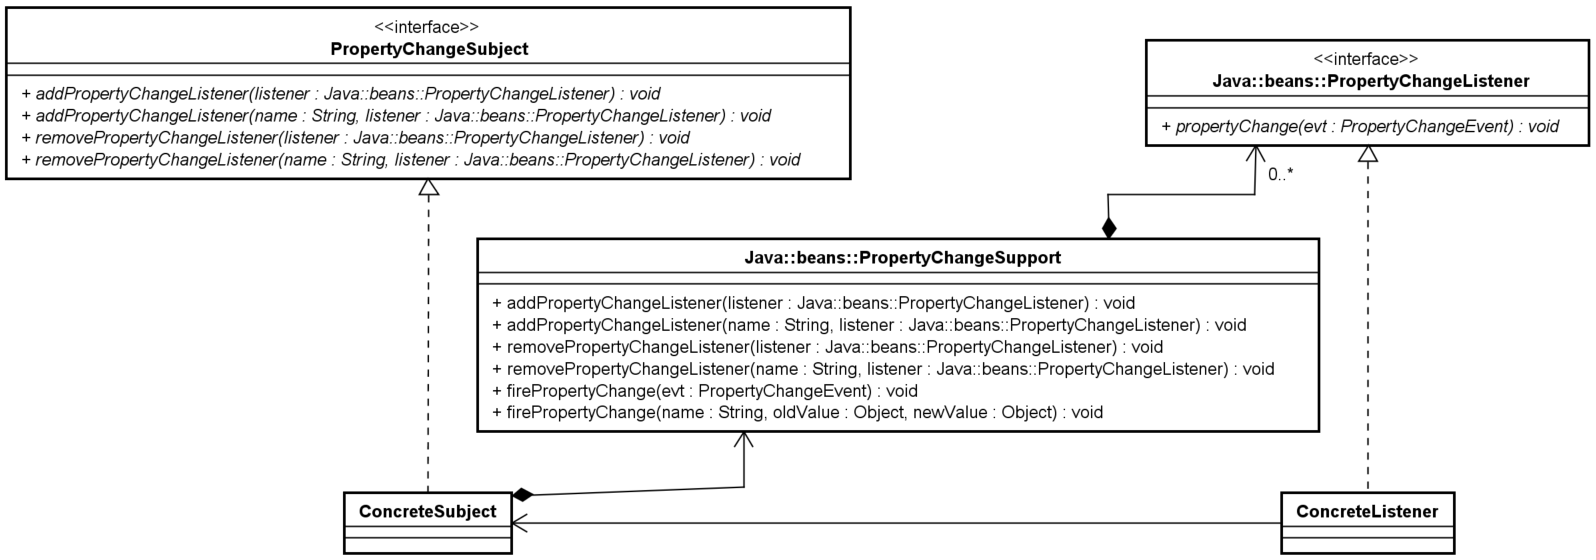 <<interface>>
PropertyChangeSubject
+ addPropertyChangeListener(listener : Java::beans::PropertyChangeListener) : void
+ addPropertyChangeListener(name : String, listener : Java::beans::PropertyChangeListener) : void
+ removePropertyChangeListener(listener : Java::beans::PropertyChangeListener) : void
+ removePropertyChangeListener(name : String, listener : Java::beans::PropertyChangeListener) : void
<<interface>>
Java::beans::PropertyChangeListener
+ propertyChange(evt : PropertyChangeEvent) : void
0..*
Java::beans::PropertyChangeSupport
+ addPropertyChangeListener(listener : Java::beans::PropertyChangeListener) : void
+ addPropertyChangeListener(name : String, listener : Java::beans::PropertyChangeListener) : void
+ removePropertyChangeListener(listener : Java::beans::PropertyChangeListener) : void
+ removePropertyChangeListener(name : String, listener : Java::beans::PropertyChangeListener) : void
+ firePropertyChange(evt : PropertyChangeEvent) : void
+ firePropertyChange(name : String, oldValue : Object, newValue : Object) : void
ConcreteSubject
ConcreteListener